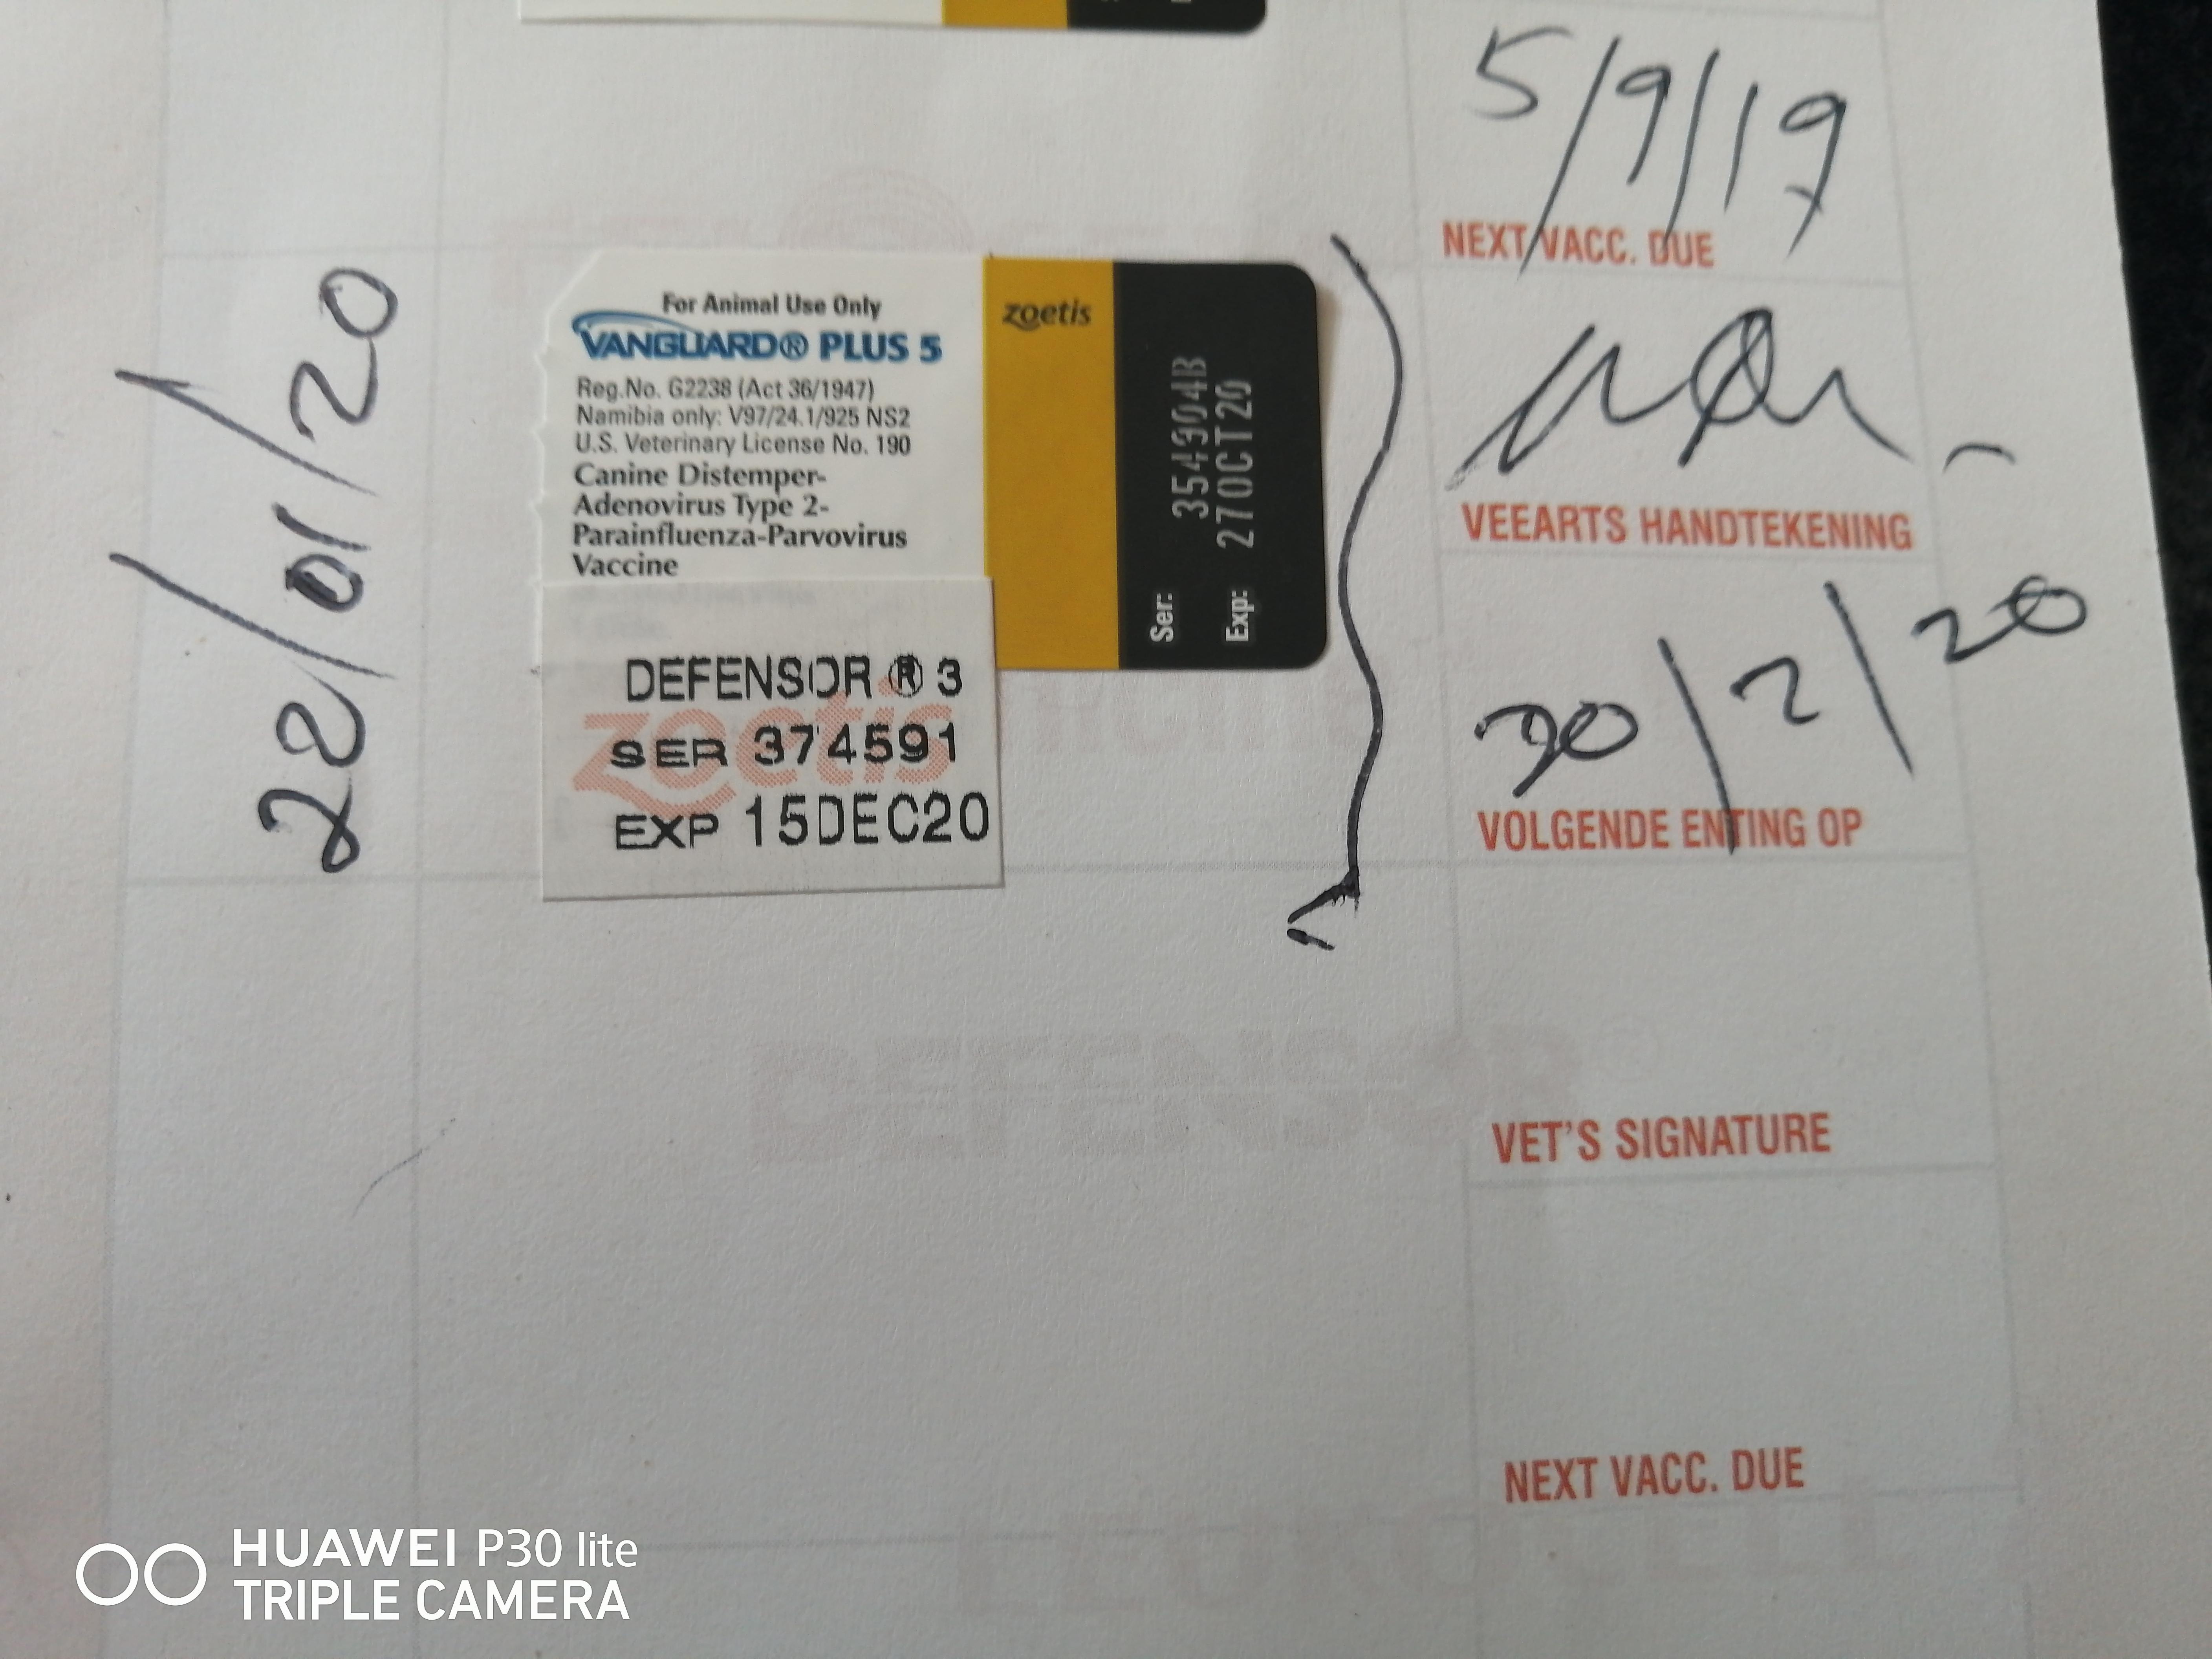 5/9/19
NEXT VACC. DUE
22/01/20
For Animal Use Only
VANGUARD® PLUS 5
Reg.No. G2238 (Act 36/1947)
Namibia only: V97/24.1/925 NS2
U.S. Veterinary License No. 190
Canine Distemper-
Adenovirus Type 2-
Parainfluenza-Parvovirus
Vaccine
zoetis
Ser: 354904B
Exp: 27OCT20
DEFENSOR ® 3
zoetis
SER 374591
EXP 15DEC20
VEEARTS HANDTEKENING
/2/20
VOLGENDE ENTING OP
DEFENSOR®
VET'S SIGNATURE
NEXT VACC. DUE
HUAWEI P30 lite
TRIPLE CAMERA